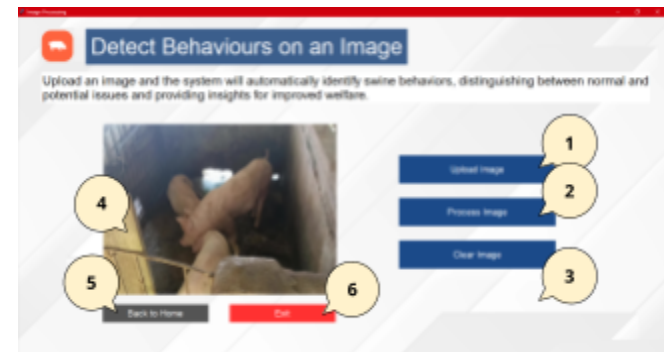 Image Processing
Detect Behaviours on an Image
Upload an image and the system will automatically identify swine behaviors, distinguishing between normal and
potential issues and providing insights for improved welfare.
1
Upload Image
2
Process Image
Clear Image
3
4
5
6
Back to Home
Exit